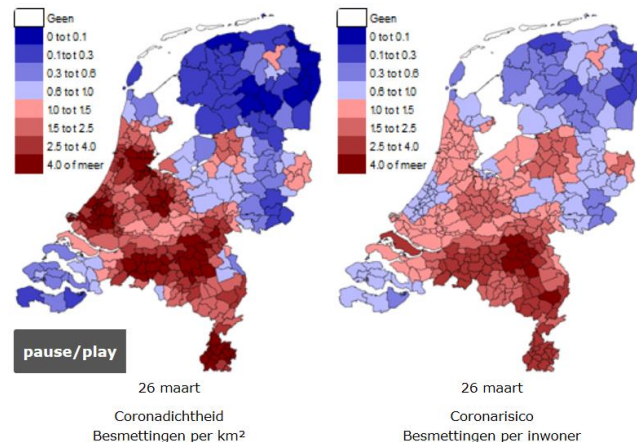 Geen
0 tot 0.1
0.1 tot 0.3
0.3 tot 0.6
0.6 tot 1.0
1.0 tot 1.5
1.5 tot 2.5
2.5 tot 4.0
4.0 of meer
pause/play
26 maart
Coronadichtheid
Besmettingen per km²
Geen
0 tot 0.1
0.1 tot 0.3
0.3 tot 0.6
0.6 tot 1.0
1.0 tot 1.5
1.5 tot 2.5
2.5 tot 4.0
4.0 of meer
26 maart
Coronarisico
Besmettingen per inwoner